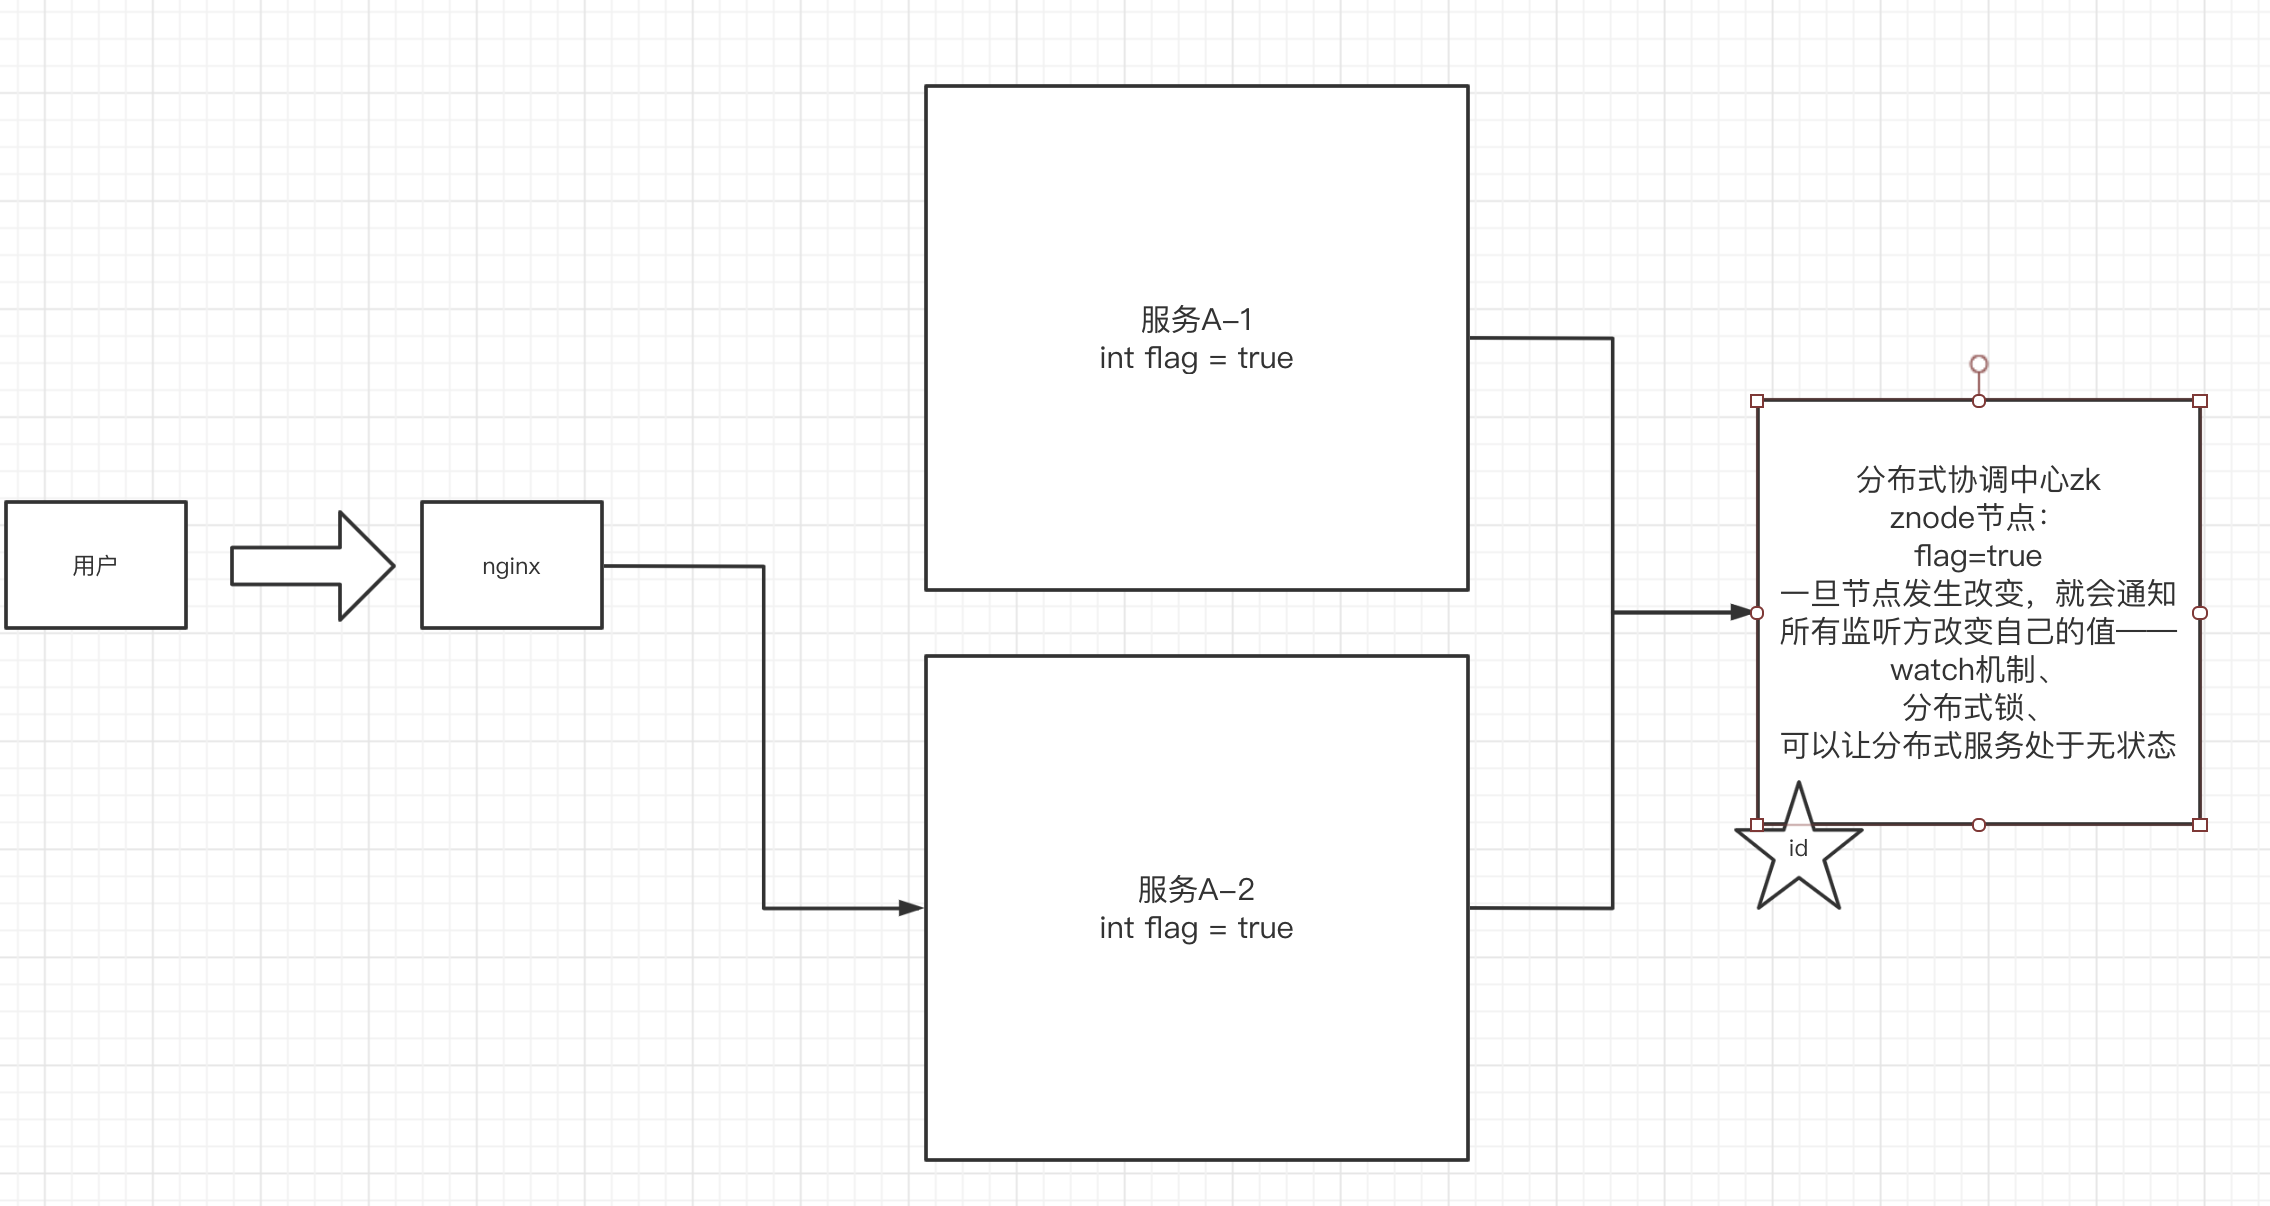 用户
nginx
服务A-1
int flag = true
服务A-2
int flag = true
分布式协调中心zk
znode节点：
flag=true
一旦节点发生改变，就会通知
所有监听方改变自己的值——
watch机制、
分布式锁、
可以让分布式服务处于无状态
id